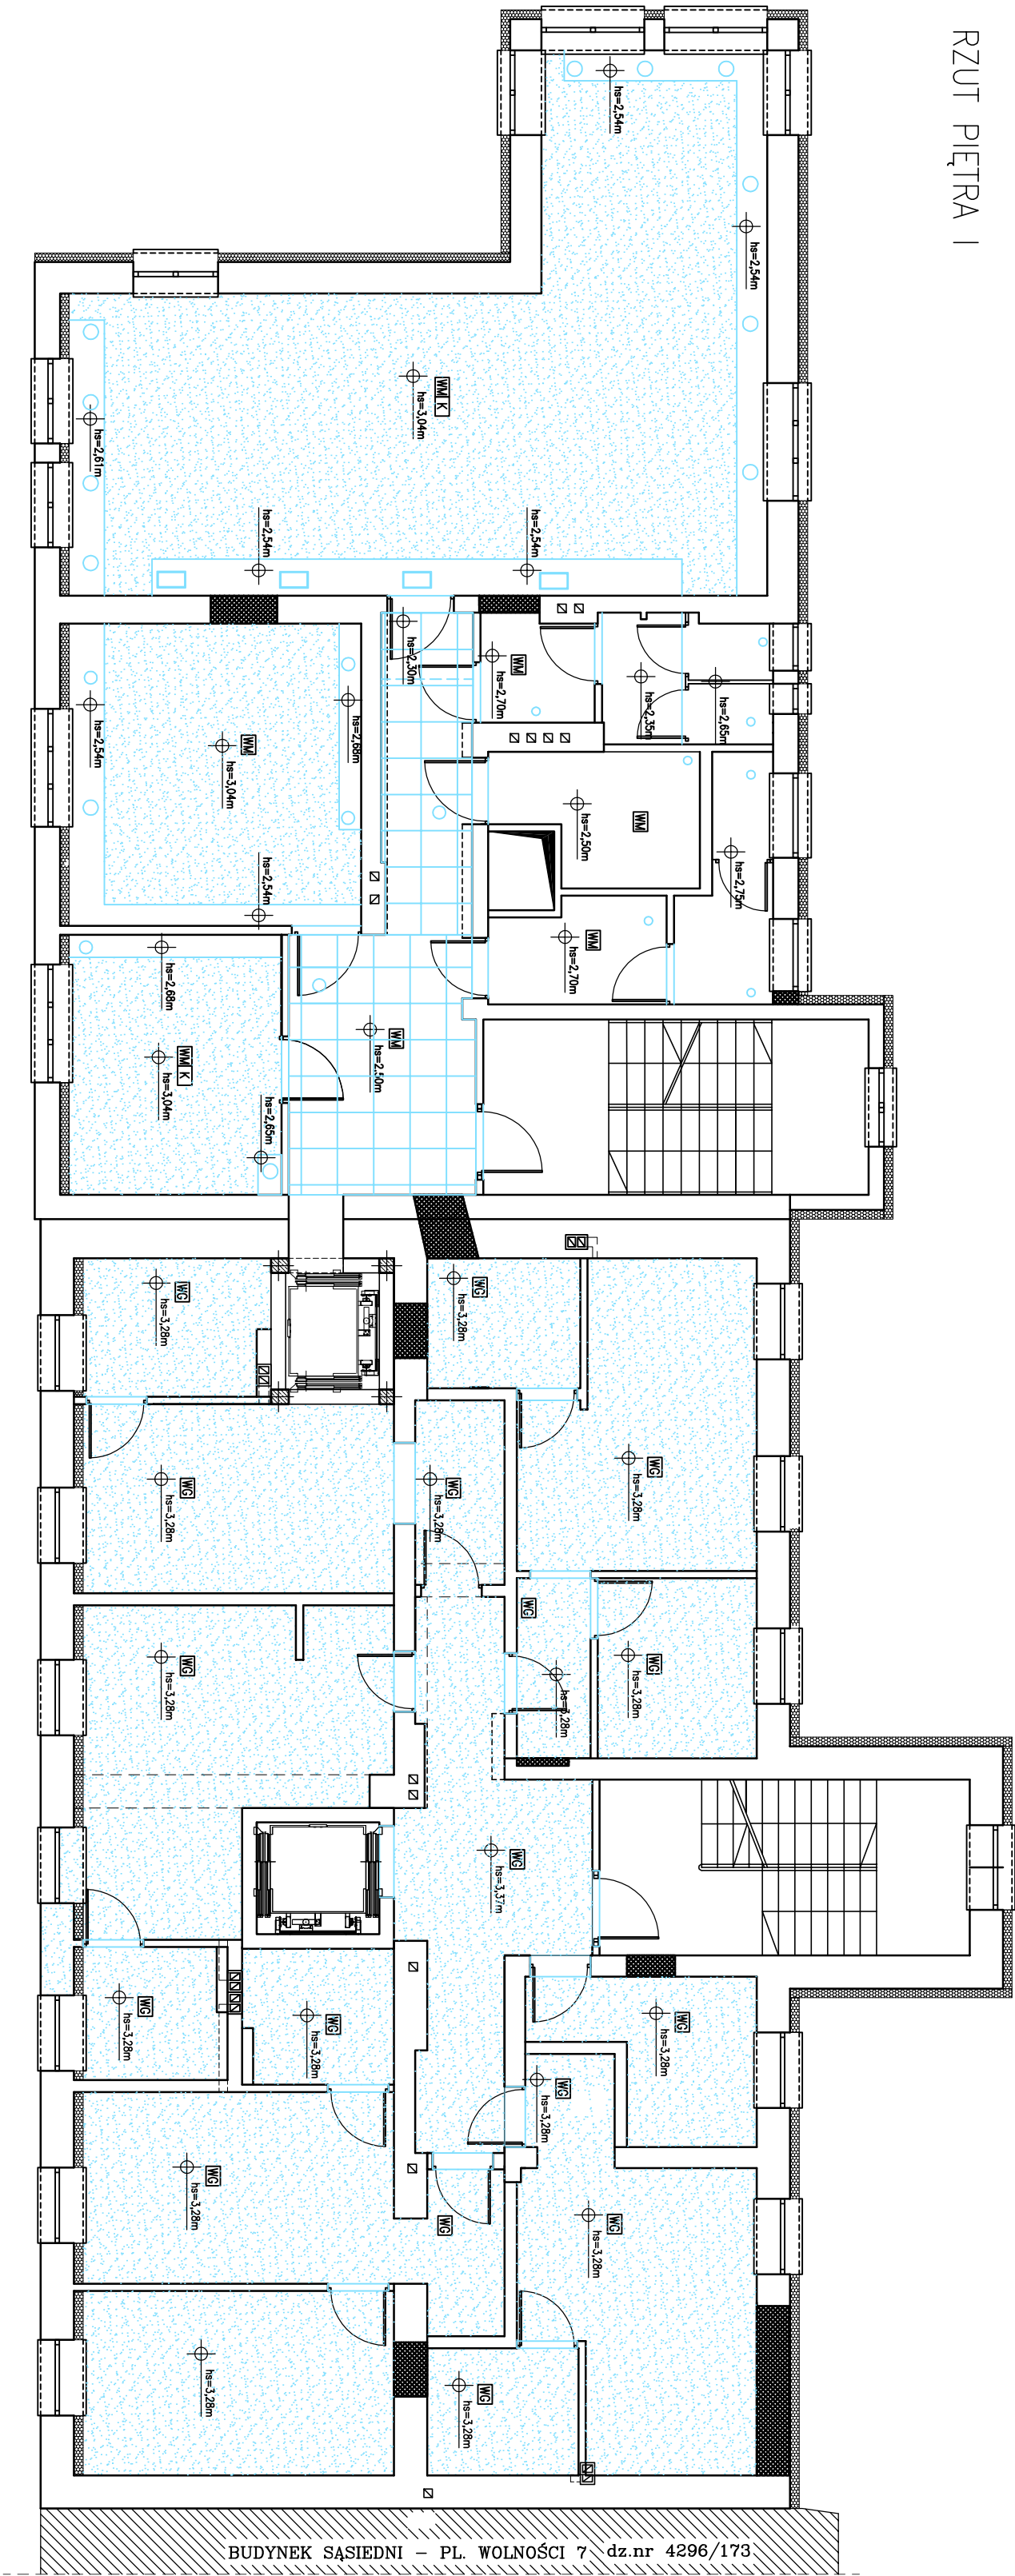 RZUT PIĘTRA I
hs=2,54m
hs=2,54m
WM K
hs=3,04m
hs=2,61m
hs=2,54m
hs=2,54m
hs=2,30m
WM
hs=2,70m
hs=2,35m
hs=2,65m
hs=2,54m
WM
hs=3,04m
hs=2,68m
hs=2,54m
WM
hs=2,50m
hs=2,75m
WM
hs=2,70m
hs=2,68m
WM K
hs=3,04m
hs=2,65m
WM
hs=2,50m
WG
hs=3,28m
WG
hs=3,28m
WG
hs=3,28m
WG
hs=3,28m
WG
hs=3,28m
WG
hs=3,28m
WG
hs=3,28m
WG
hs=3,28m
WG
hs=3,37m
WG
hs=3,28m
WG
hs=3,28m
WG
hs=3,28m
WG
hs=3,28m
WG
hs=3,28m
WG
WG
hs=3,28m
hs=3,28m
WG
hs=3,28m
BUDYNEK SĄSIEDNI – PL. WOLNOŚCI 7 dz.nr 4296/173